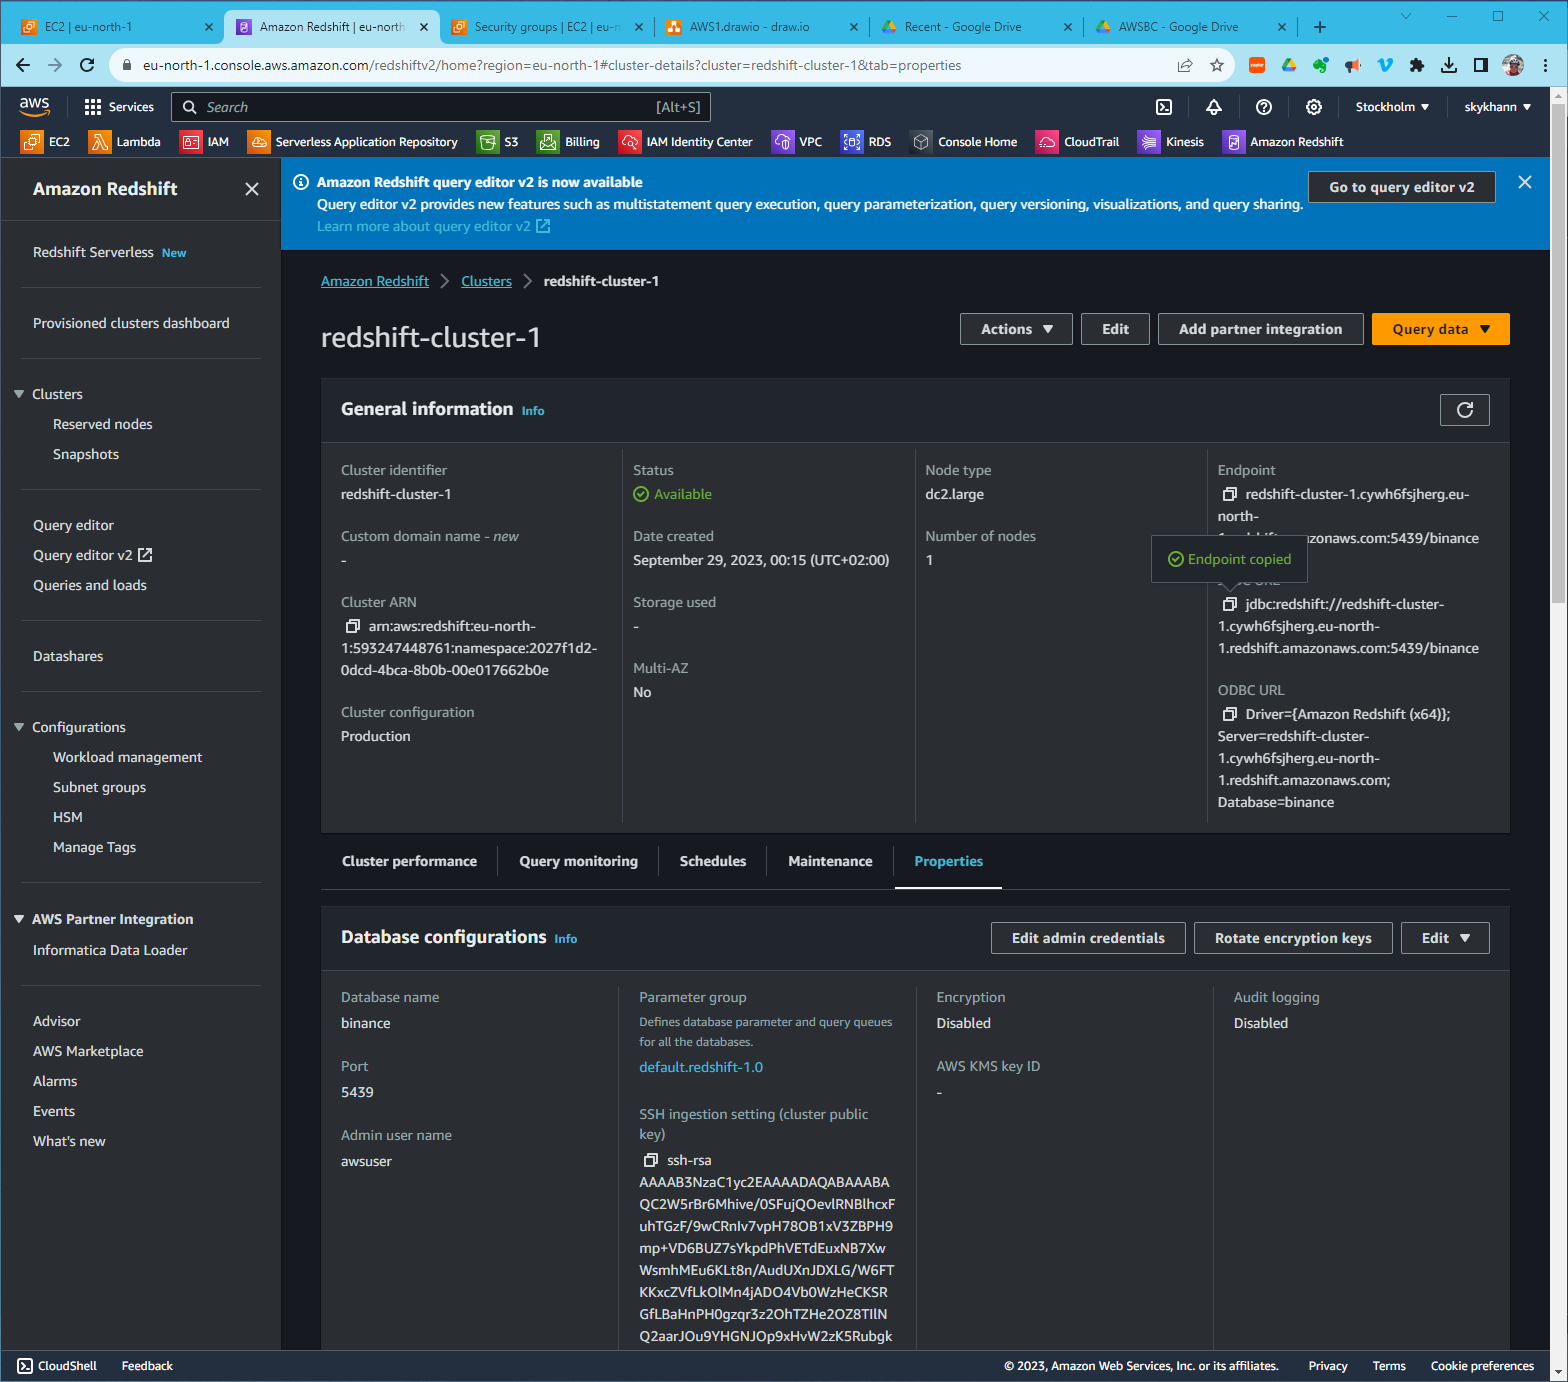 EC2 | eu-north-1
Amazon Redshift | eu-north
Security groups | EC2 | eu-n
AWS1.drawio - draw.io
Recent - Google Drive
AWSBC - Google Drive
eu-north-1.console.aws.amazon.com/redshiftv2/home?region=eu-north-1#cluster-details?cluster=redshift-cluster-1&tab=properties
aws
Services
Search
[Alt+S]
Stockholm
skykhann
EC2
Lambda
IAM
Serverless Application Repository
S3
Billing
IAM Identity Center
VPC
RDS
Console Home
CloudTrail
Kinesis
Amazon Redshift
Amazon Redshift
Redshift Serverless New
Provisioned clusters dashboard
Clusters
Reserved nodes
Snapshots
Query editor
Query editor v2
Queries and loads
Datashares
Configurations
Workload management
Subnet groups
HSM
Manage Tags
AWS Partner Integration
Informatica Data Loader
Advisor
AWS Marketplace
Alarms
Events
What's new
Amazon Redshift query editor v2 is now available
Query editor v2 provides new features such as multistatement query execution, query parameterization, query versioning, visualizations, and query sharing.
Learn more about query editor v2
Go to query editor v2
Amazon Redshift
Clusters
redshift-cluster-1
redshift-cluster-1
Actions
Edit
Add partner integration
Query data
General information Info
Cluster identifier
redshift-cluster-1
Custom domain name - new
-
Cluster ARN
arn:aws:redshift:eu-north-
1:593247448761:namespace:2027f1d2-
0dcd-4bca-8b0b-00e017662b0e
Cluster configuration
Production
Status
Available
Date created
September 29, 2023, 00:15 (UTC+02:00)
Storage used
-
Multi-AZ
No
Node type
dc2.large
Number of nodes
1
Endpoint
redshift-cluster-1.cywh6fsjherg.eu-
north-
azonaws.com:5439/binance
Endpoint copied
jdbc:redshift://redshift-cluster-
1.cywh6fsjherg.eu-north-
1.redshift.amazonaws.com:5439/binance
ODBC URL
Driver={Amazon Redshift (x64)};
Server=redshift-cluster-
1.cywh6fsjherg.eu-north-
1.redshift.amazonaws.com;
Database=binance
Cluster performance
Query monitoring
Schedules
Maintenance
Properties
Database configurations Info
Edit admin credentials
Rotate encryption keys
Edit
Database name
binance
Port
5439
Admin user name
awsuser
Parameter group
Defines database parameter and query queues
for all the databases.
default.redshift-1.0
SSH ingestion setting (cluster public
key)
ssh-rsa
AAAAB3NzaC1yc2EAAAADAQABAAABA
QC2W5rBr6Mhive/0SFujQOevlRNBlhcxF
uhTGzF/9wCRnIv7vpH78OB1xV3ZBPH9
mp+VD6BUZ7sYkpdPhVETdEuxNB7Xw
WsmhMEu6KLt8n/AudUXnJDXLG/W6FT
KKxcZVfLkOlMn4jADO4Vb0WzHeCKSR
GfLBaHnPH0gzqr3z2OhTZHe2OZ8TIlN
Q2aarJOu9YHGNJOp9xHvW2zK5Rubgk
Encryption
Disabled
AWS KMS key ID
-
Audit logging
Disabled
CloudShell
Feedback
© 2023, Amazon Web Services, Inc. or its affiliates.
Privacy
Terms
Cookie preferences